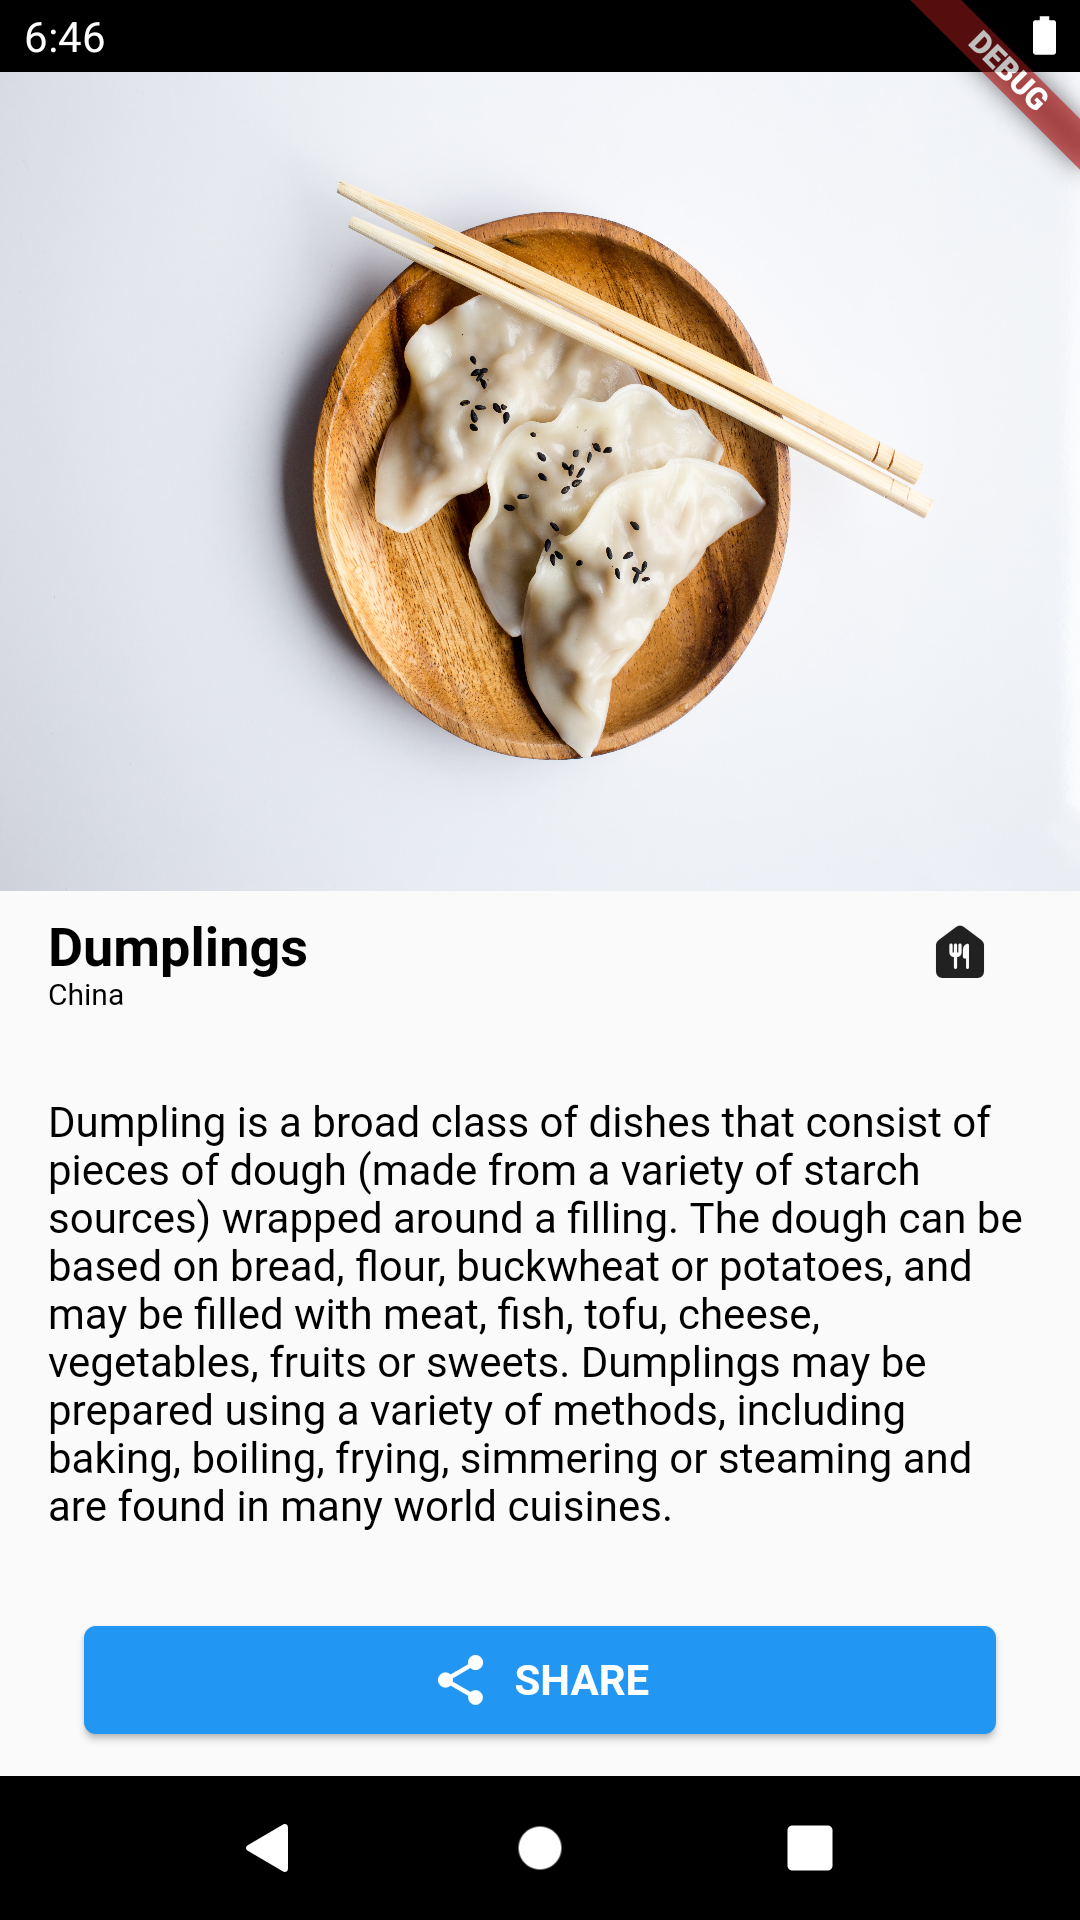 6:46
DEBUG
Dumplings
China
Dumpling is a broad class of dishes that consist of
pieces of dough (made from a variety of starch
sources) wrapped around a filling. The dough can be
based on bread, flour, buckwheat or potatoes, and
may be filled with meat, fish, tofu, cheese,
vegetables, fruits or sweets. Dumplings may be
prepared using a variety of methods, including
baking, boiling, frying, simmering or steaming and
are found in many world cuisines.
SHARE